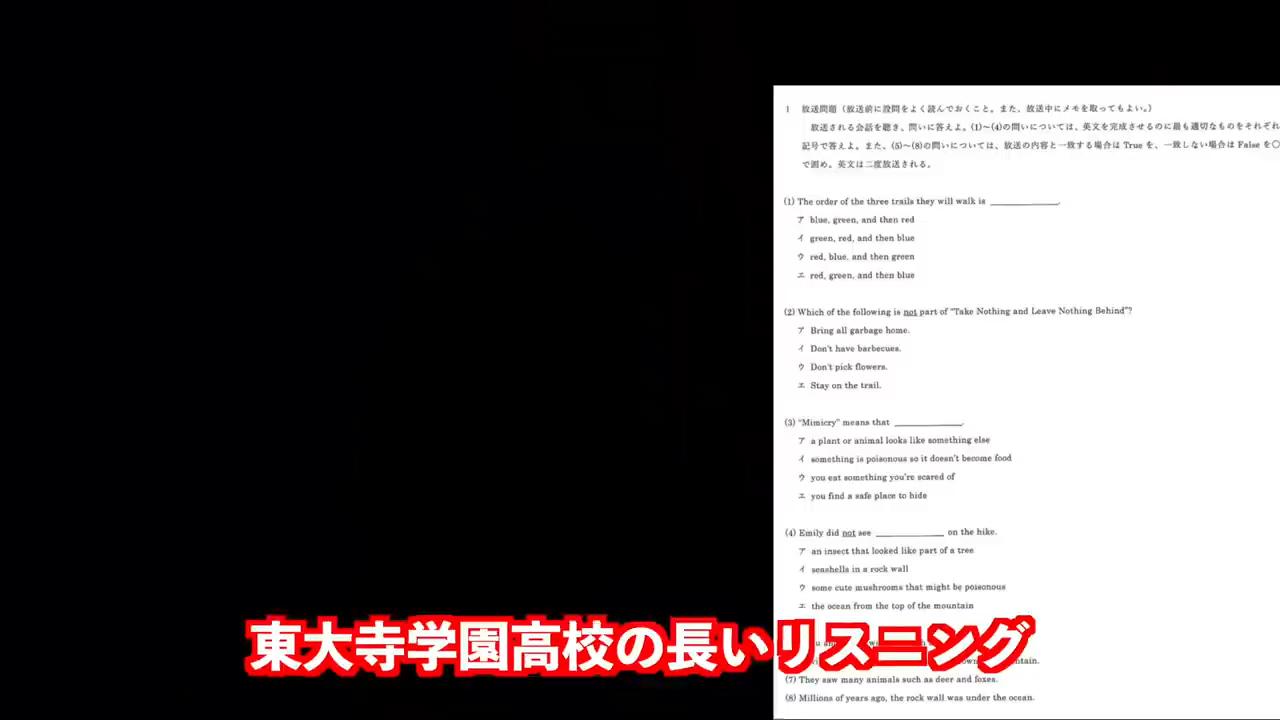 1 放送問題（放送前に設問をよく読んでおくこと。また、放送中にメモを取ってもよい。）
放送される会話を聴き、問いに答えよ。(1)～(4)の問いについては、英文を完成させるのに最も適切なものをそれぞれ
記号で答えよ。また、(5)～(8)の問いについては、放送の内容と一致する場合は True を、一致しない場合は False を○
で囲め。英文は二度放送される。
(1) The order of the three trails they will walk is ____________.
ア blue, green, and then red
イ green, red, and then blue
ウ red, blue, and then green
エ red, green, and then blue
(2) Which of the following is not part of "Take Nothing and Leave Nothing Behind"?
ア Bring all garbage home.
イ Don't have barbecues.
ウ Don't pick flowers.
エ Stay on the trail.
(3) "Mimicry" means that ____________.
ア a plant or animal looks like something else
イ something is poisonous so it doesn't become food
ウ you eat something you're scared of
エ you find a safe place to hide
(4) Emily did not see ____________ on the hike.
ア an insect that looked like part of a tree
イ seashells in a rock wall
ウ some cute mushrooms that might be poisonous
エ the ocean from the top of the mountain
東大寺学園高校の長いリスニング
(7) They saw many animals such as deer and foxes.
(8) Millions of years ago, the rock wall was under the ocean.